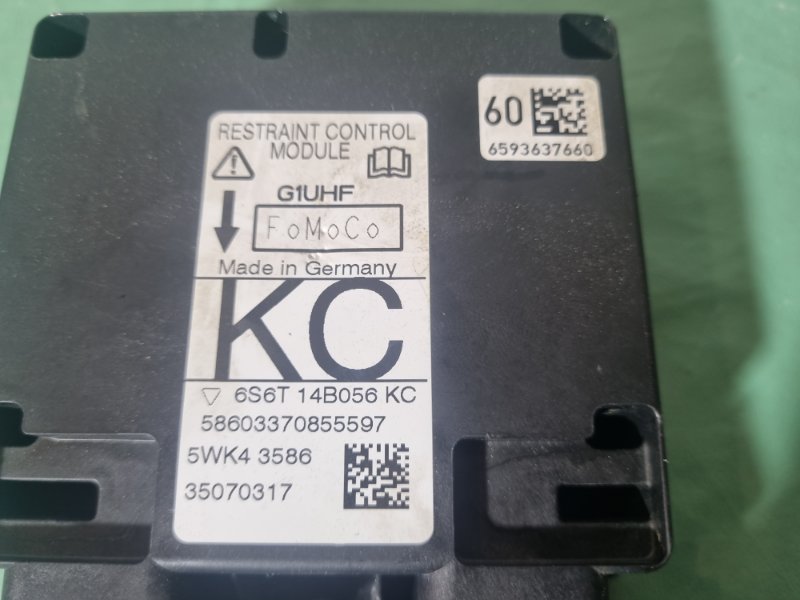 60
6593637660
RESTRAINT CONTROL
MODULE
G1UHF
FoMoCo
Made in Germany
KC
6S6T 14B056 KC
58603370855597
5WK4 3586
35070317